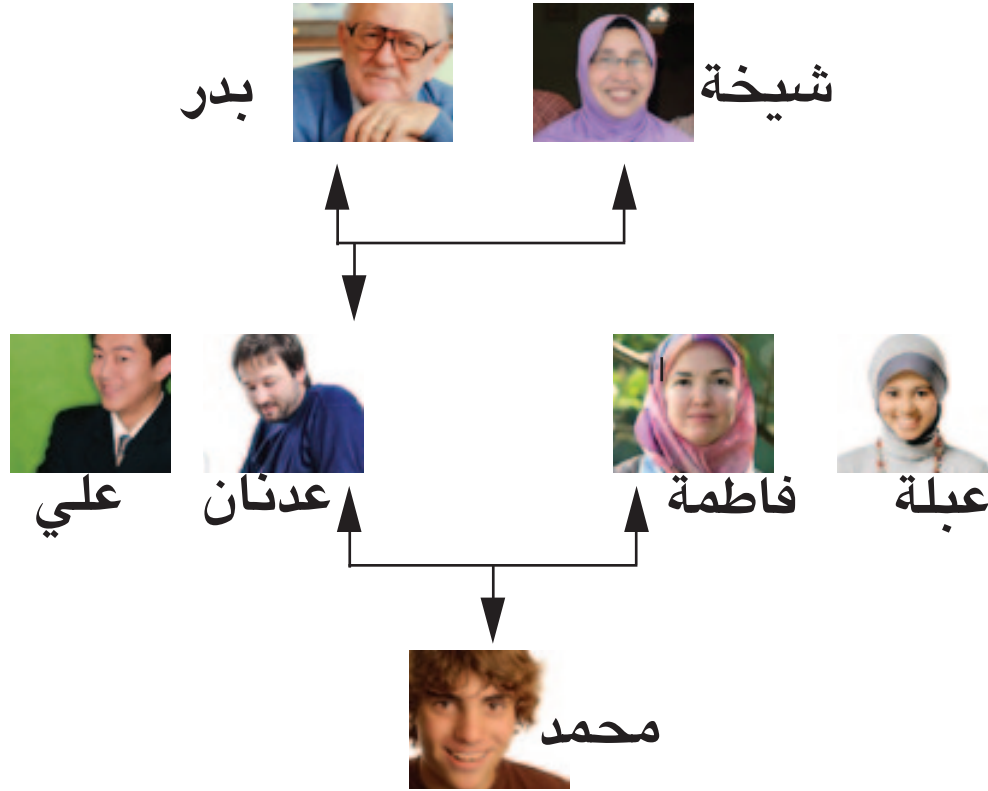 شيخة
بدر
عبلة
فاطمة
عدنان
علي
محمد